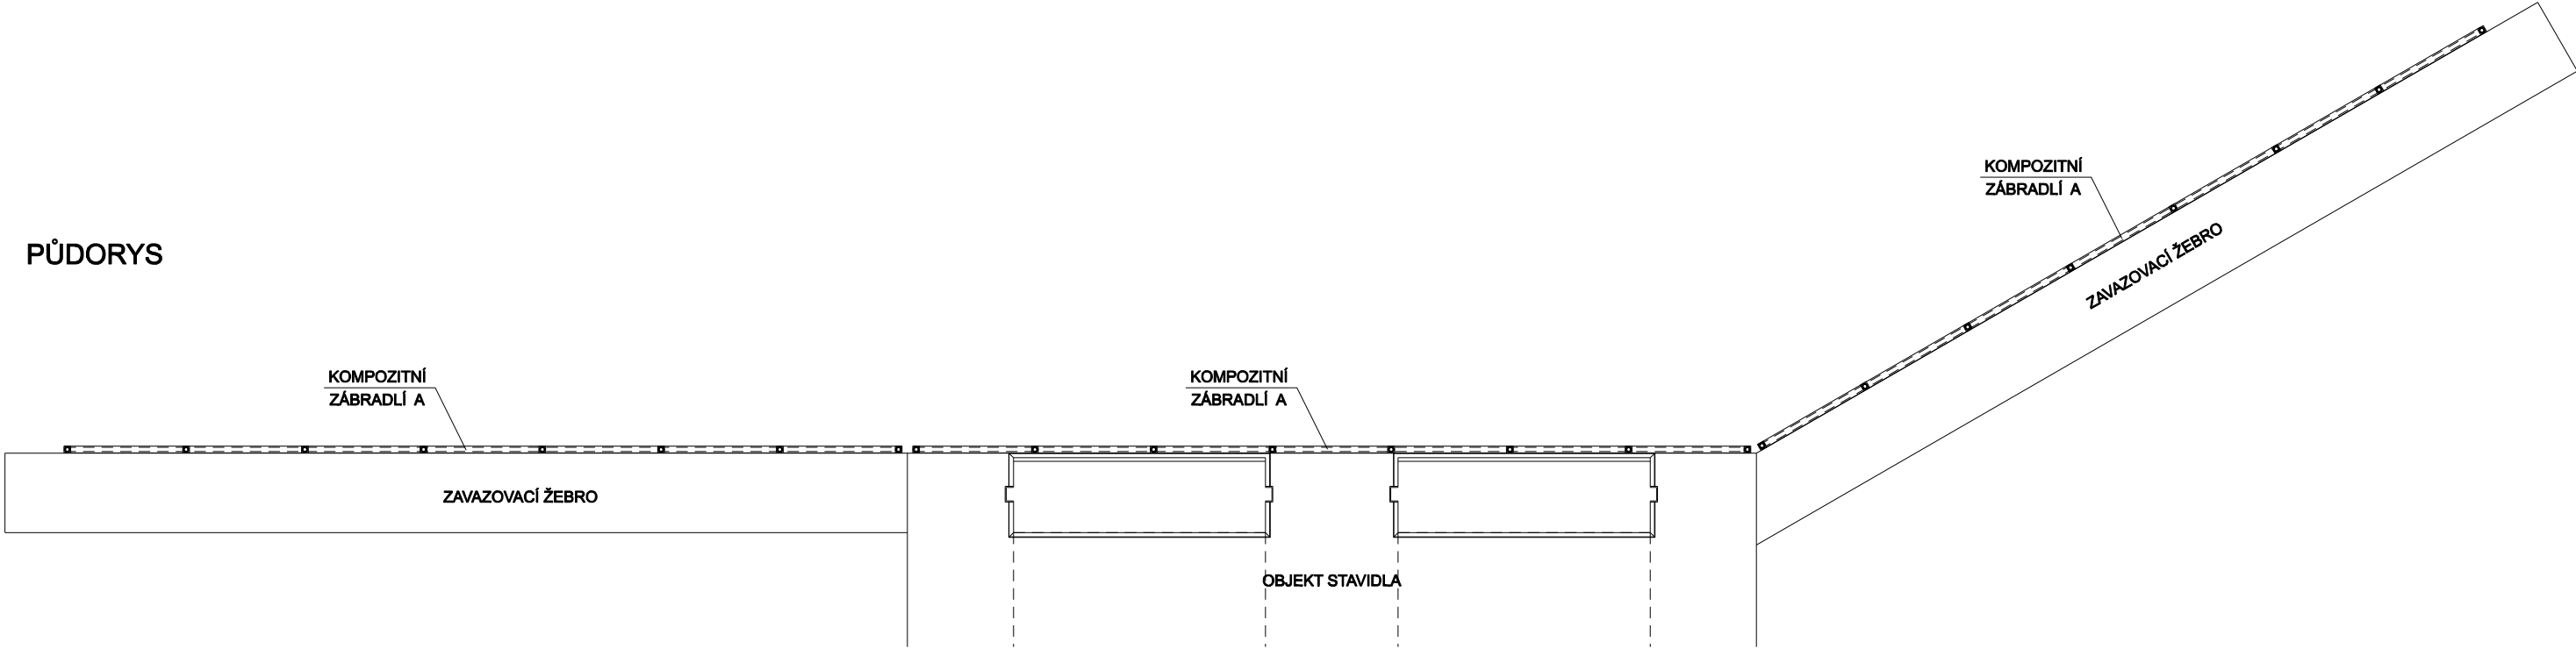 KOMPOZITNÍ
ZÁBRADLÍ A
ZAVAZOVACÍ ŽEBRO
PŮDORYS
KOMPOZITNÍ
ZÁBRADLÍ A
KOMPOZITNÍ
ZÁBRADLÍ A
ZAVAZOVACÍ ŽEBRO
OBJEKT STAVIDLA